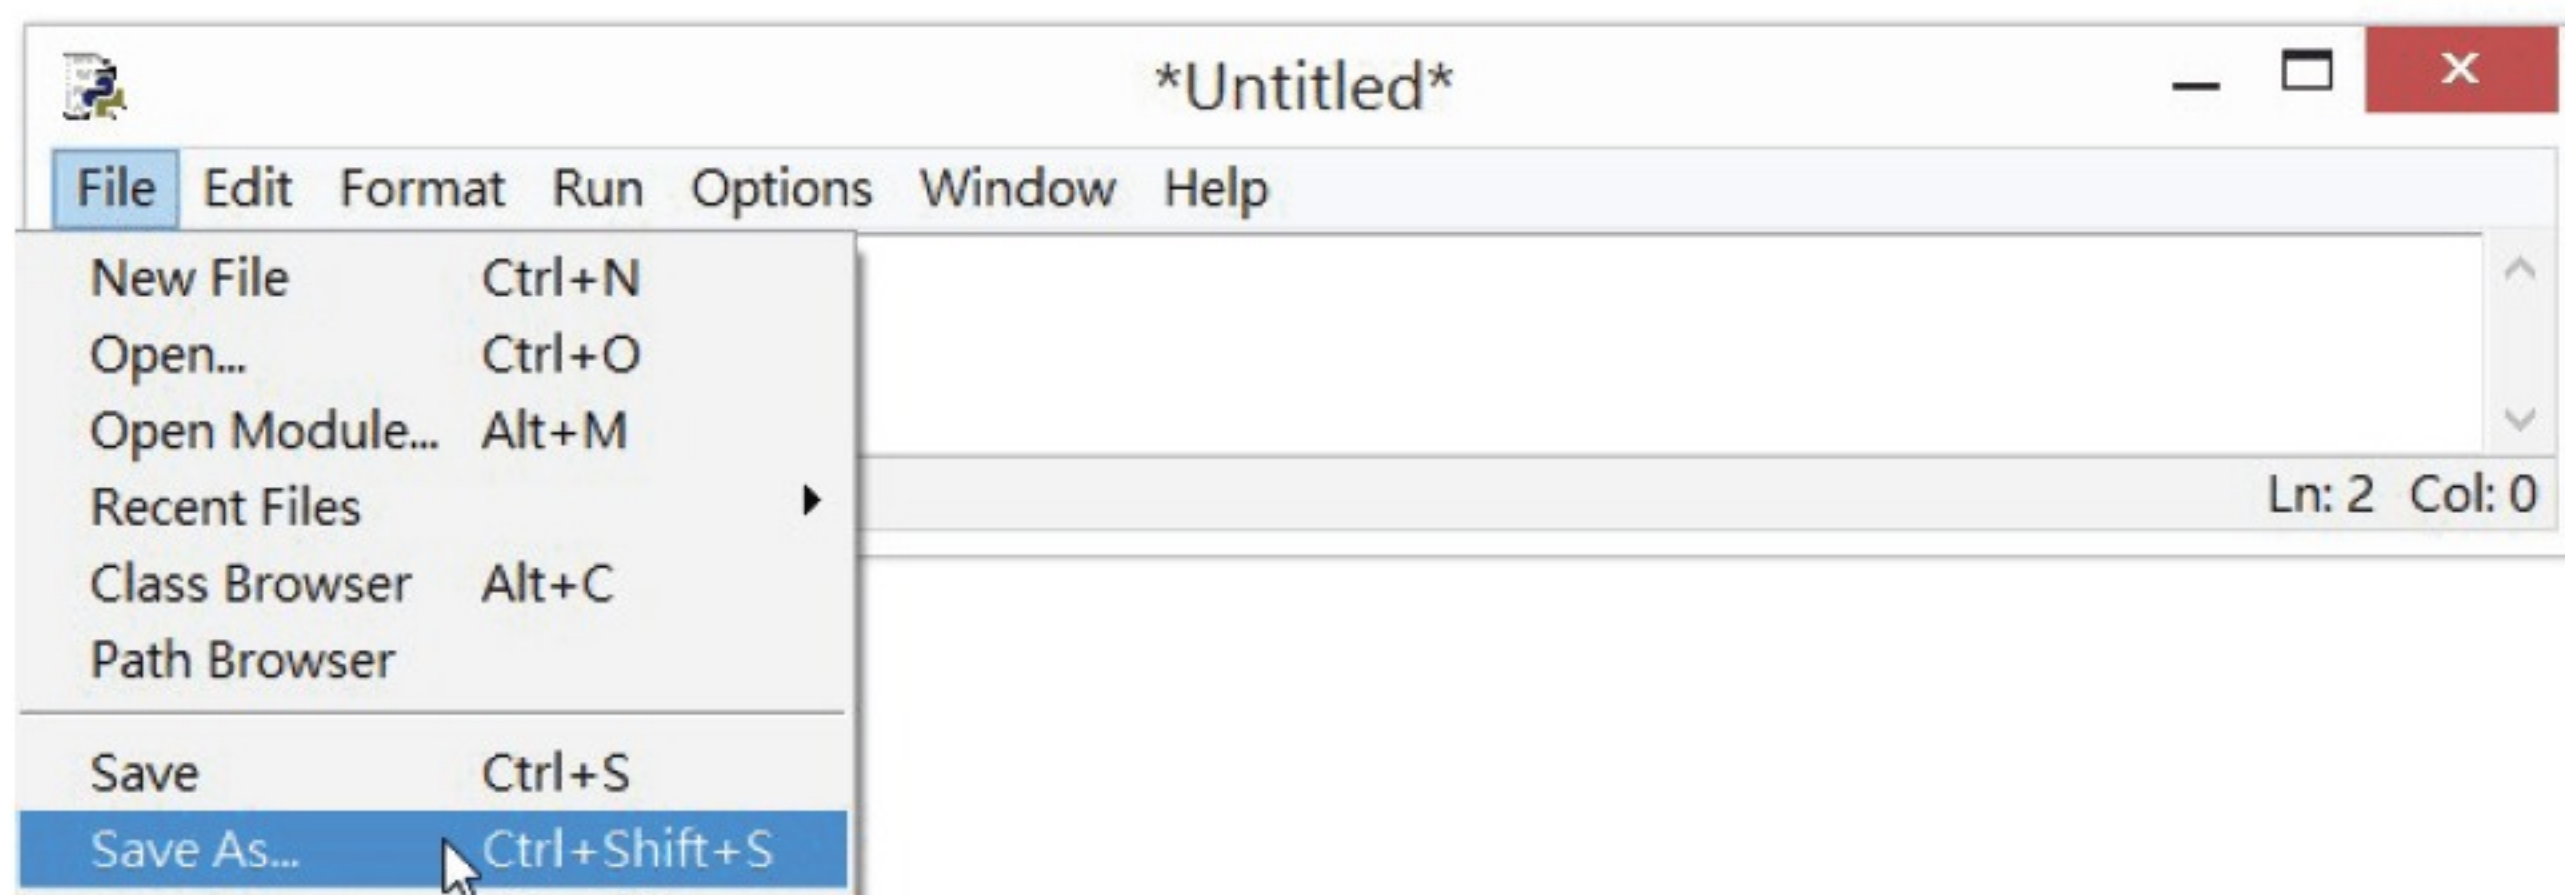 *Untitled*
File Edit Format Run Options Window Help
New File Ctrl+N
Open... Ctrl+O
Open Module... Alt+M
Recent Files
Class Browser Alt+C
Path Browser
Ln: 2 Col: 0
Save Ctrl+S
Save As... Ctrl+Shift+S